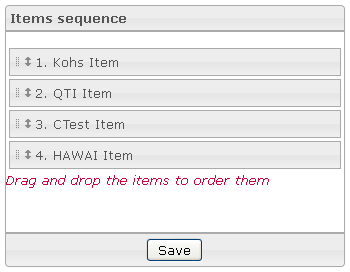 Items sequence
1. Kohs Item
2. QTI Item
3. CTest Item
4. HAWAI Item
Drag and drop the items to order them
Save